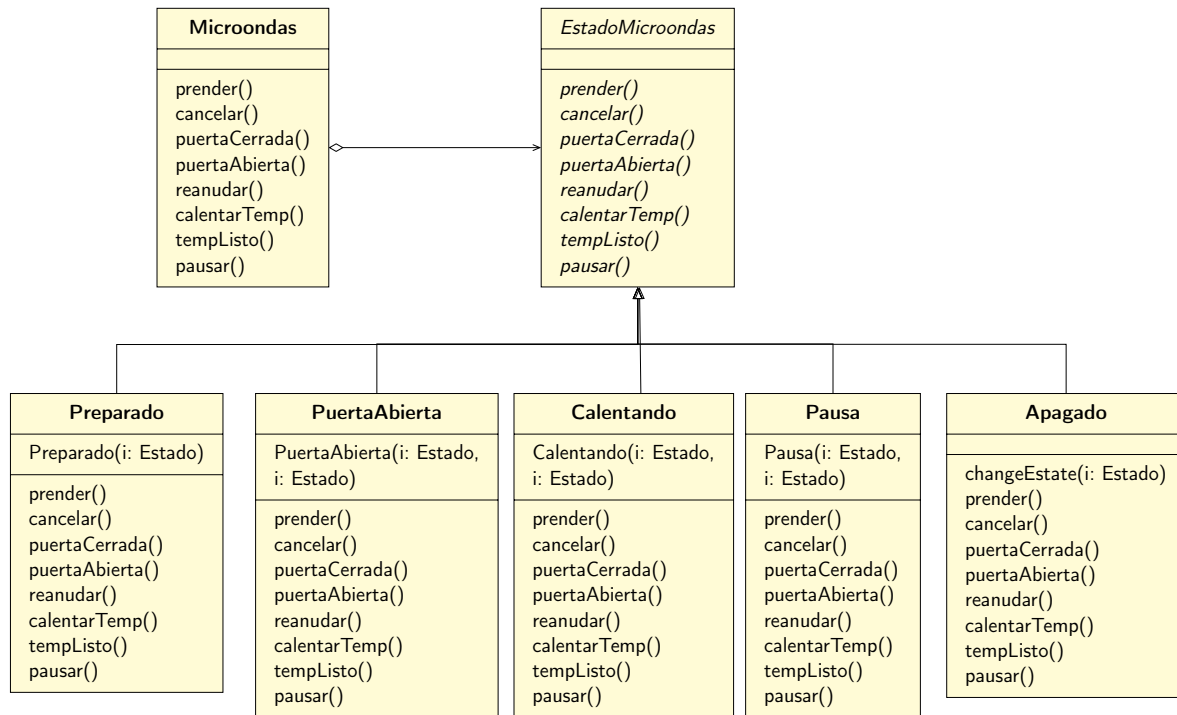 Microondas
prender()
cancelar()
puertaCerrada()
puertaAbierta()
reanudar()
calentarTemp()
tempListo()
pausar()
EstadoMicroondas
prender()
cancelar()
puertaCerrada()
puertaAbierta()
reanudar()
calentarTemp()
tempListo()
pausar()
Preparado
Preparado(i: Estado)
prender()
cancelar()
puertaCerrada()
puertaAbierta()
reanudar()
calentarTemp()
tempListo()
pausar()
PuertaAbierta
PuertaAbierta(i: Estado,
i: Estado)
prender()
cancelar()
puertaCerrada()
puertaAbierta()
reanudar()
calentarTemp()
tempListo()
pausar()
Calentando
Calentando(i: Estado,
i: Estado)
prender()
cancelar()
puertaCerrada()
puertaAbierta()
reanudar()
calentarTemp()
tempListo()
pausar()
Pausa
Pausa(i: Estado,
i: Estado)
prender()
cancelar()
puertaCerrada()
puertaAbierta()
reanudar()
calentarTemp()
tempListo()
pausar()
Apagado
changeEstate(i: Estado)
prender()
cancelar()
puertaCerrada()
puertaAbierta()
reanudar()
calentarTemp()
tempListo()
pausar()